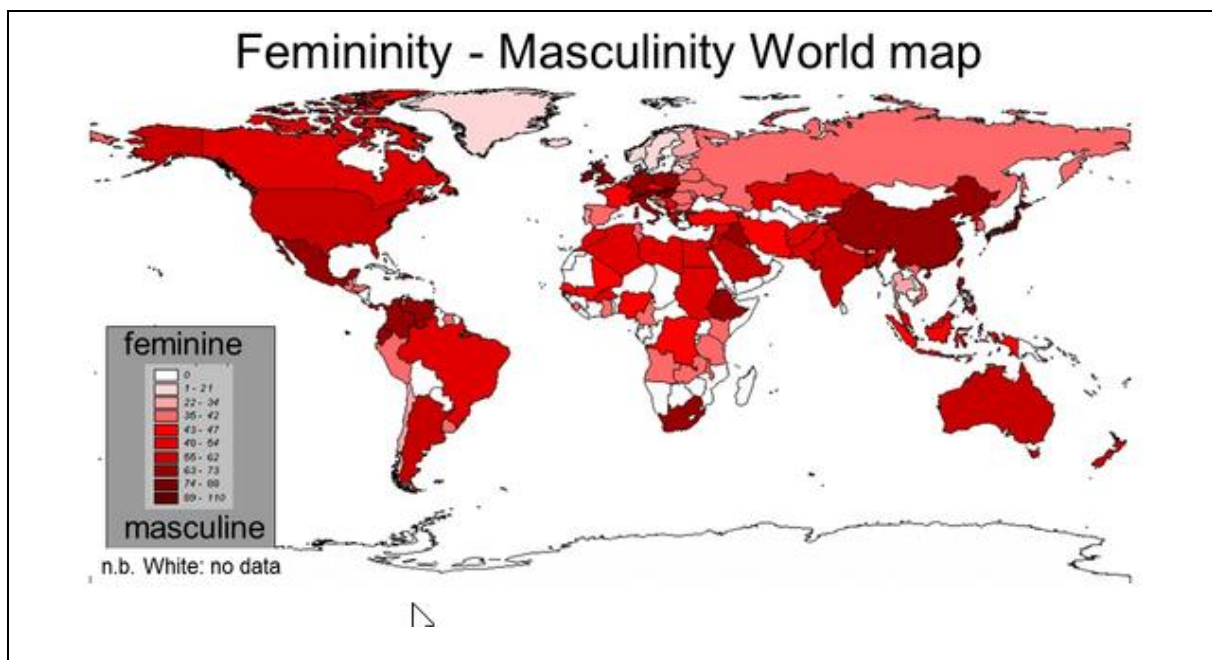 Femininity - Masculinity World map
feminine
0
1 - 21
22 - 34
35 - 42
43 - 47
48 - 54
55 - 62
63 - 73
74 - 88
89 - 110
masculine
n.b. White: no data